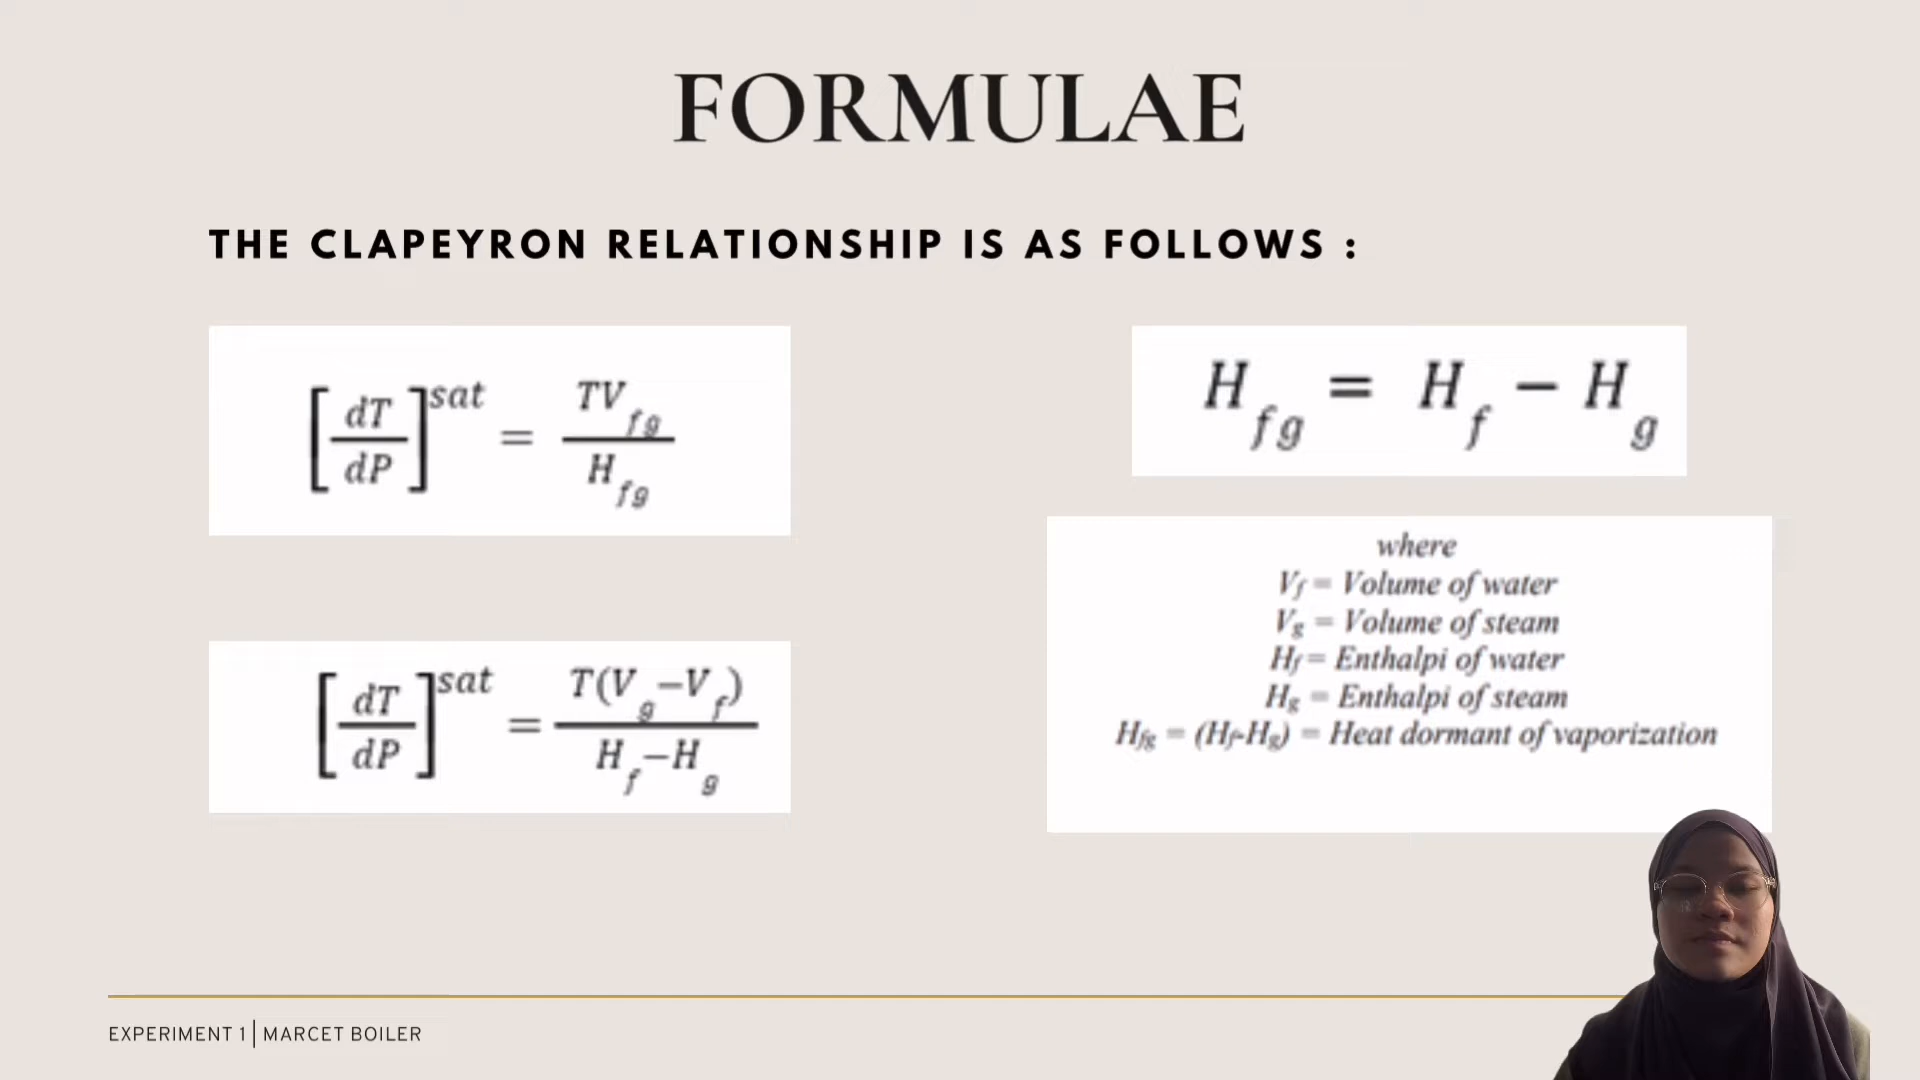 FORMULAE
THE CLAPEYRON RELATIONSHIP IS AS FOLLOWS :
[dT/dP]^sat = TV_fg / H_fg
[dT/dP]^sat = T(V_g−V_f) / H_f−H_g
H_fg = H_f − H_g
where
V_f = Volume of water
V_g = Volume of steam
H_f = Enthalpi of water
H_g = Enthalpi of steam
H_fg = (H_f-H_g) = Heat dormant of vaporization
EXPERIMENT 1 | MARCET BOILER